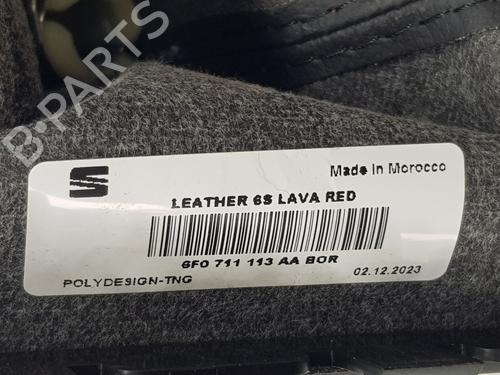 B-PARTS
Made In Morocco
LEATHER 6S LAVA RED
6F0 711 113 AA BOR
POLYDESIGN-TNG
02.12.2023